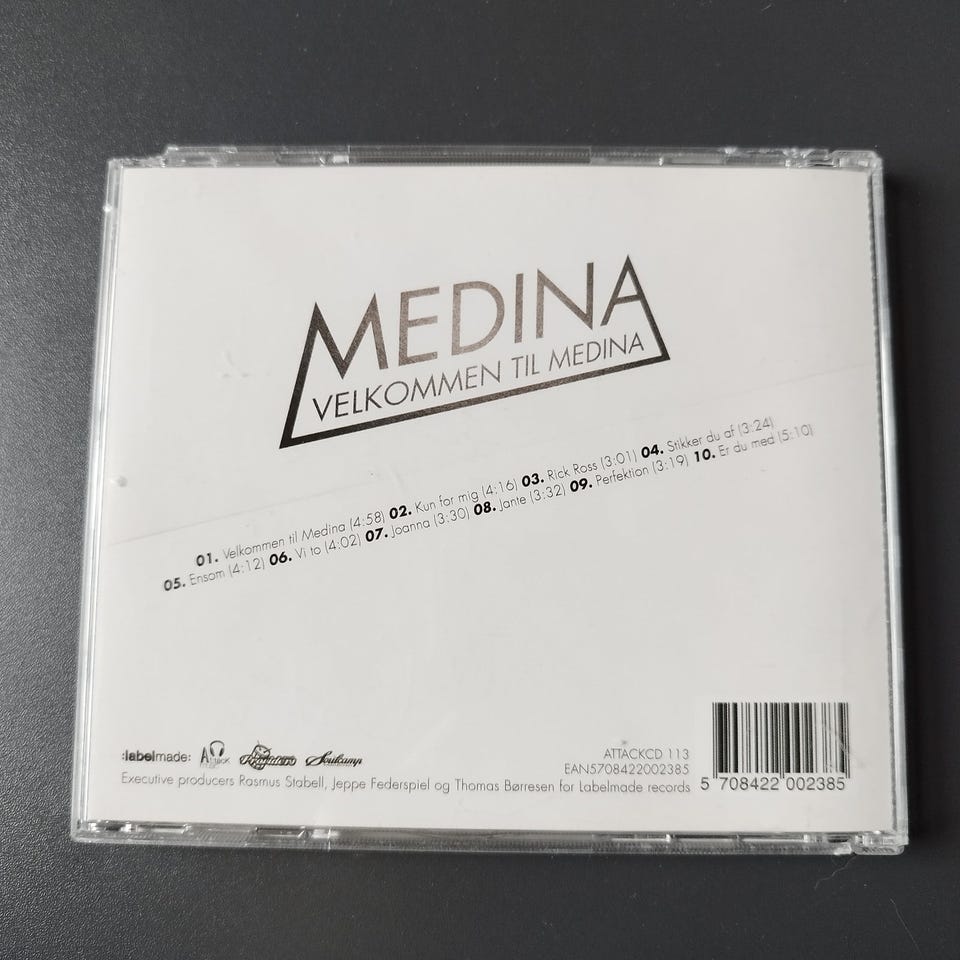 MEDINA
VELKOMMEN TIL MEDINA
01. Velkommen til Medina (4:58) 02. Kun for mig (4:16) 03. Rick Ross (3:01) 04. Stikker du af (3:24)
05. Ensom (4:12) 06. Vi to (4:02) 07. Joanna (3:30) 08. Jante (3:32) 09. Perfektion (3:19) 10. Er du med (5:10)
:labelmade: Attack Providers Soulcamp
ATTACKCD 113
EAN5708422002385
Executive producers Rasmus Stabell, Jeppe Federspiel og Thomas Børresen for Labelmade records
5 708422 002385